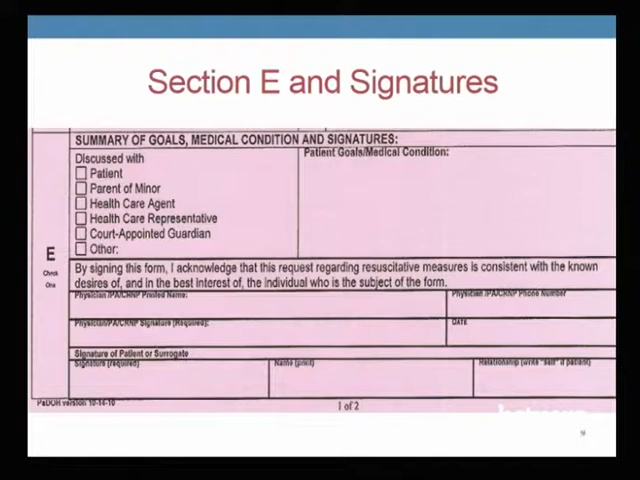 Section E and Signatures
SUMMARY OF GOALS, MEDICAL CONDITION AND SIGNATURES:
Discussed with
Patient
Parent of Minor
Health Care Agent
Health Care Representative
Court-Appointed Guardian
Other:
Patient Goals/Medical Condition:
E
Check
One
By signing this form, I acknowledge that this request regarding resuscitative measures is consistent with the known
desires of, and in the best interest of, the individual who is the subject of the form.
Physician /PA/CRNP Printed Name:
Physician /PA/CRNP Phone Number
Physician/PA/CRNP Signature (Required):
DATE
Signature of Patient or Surrogate
Signature (required)
Name (print)
Relationship (write "self" if patient)
PaDOH version 10-14-10
1 of 2